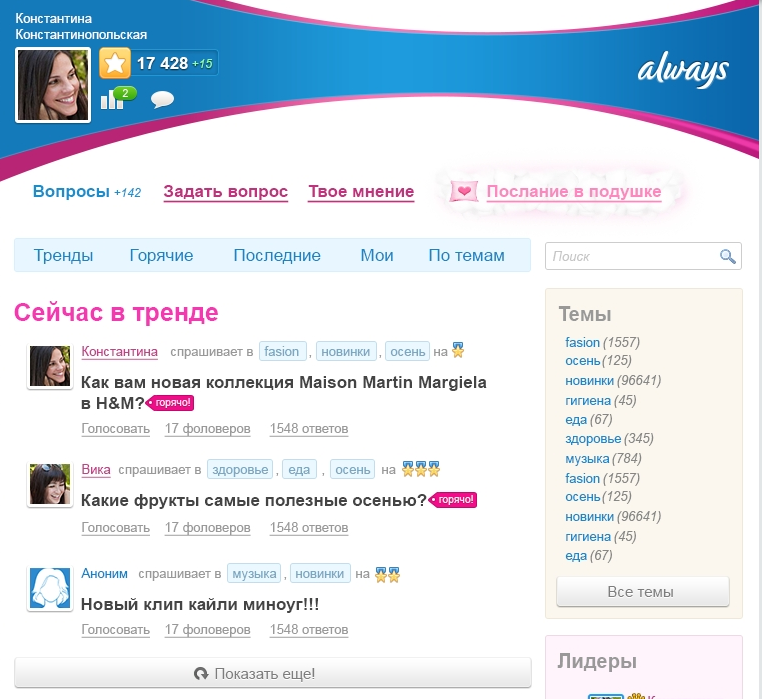 Константина
Константинопольская
17 428 +15
2
always
Вопросы +142 Задать вопрос Твое мнение Послание в подушке
Тренды Горячие Последние Мои По темам
Поиск
Сейчас в тренде
Константина спрашивает в fasion , новинки , осень на
Как вам новая коллекция Maison Martin Margiela
в H&M? горячо!
Голосовать 17 фоловеров 1548 ответов
Вика спрашивает в здоровье , еда , осень на
Какие фрукты самые полезные осенью? горячо!
Голосовать 17 фоловеров 1548 ответов
Аноним спрашивает в музыка , новинки на
Новый клип кайли миноуг!!!
Голосовать 17 фоловеров 1548 ответов
Показать еще!
Темы
fasion (1557)
осень (125)
новинки (96641)
гигиена (45)
еда (67)
здоровье (345)
музыка (784)
fasion (1557)
осень (125)
новинки (96641)
гигиена (45)
еда (67)
Все темы
Лидеры